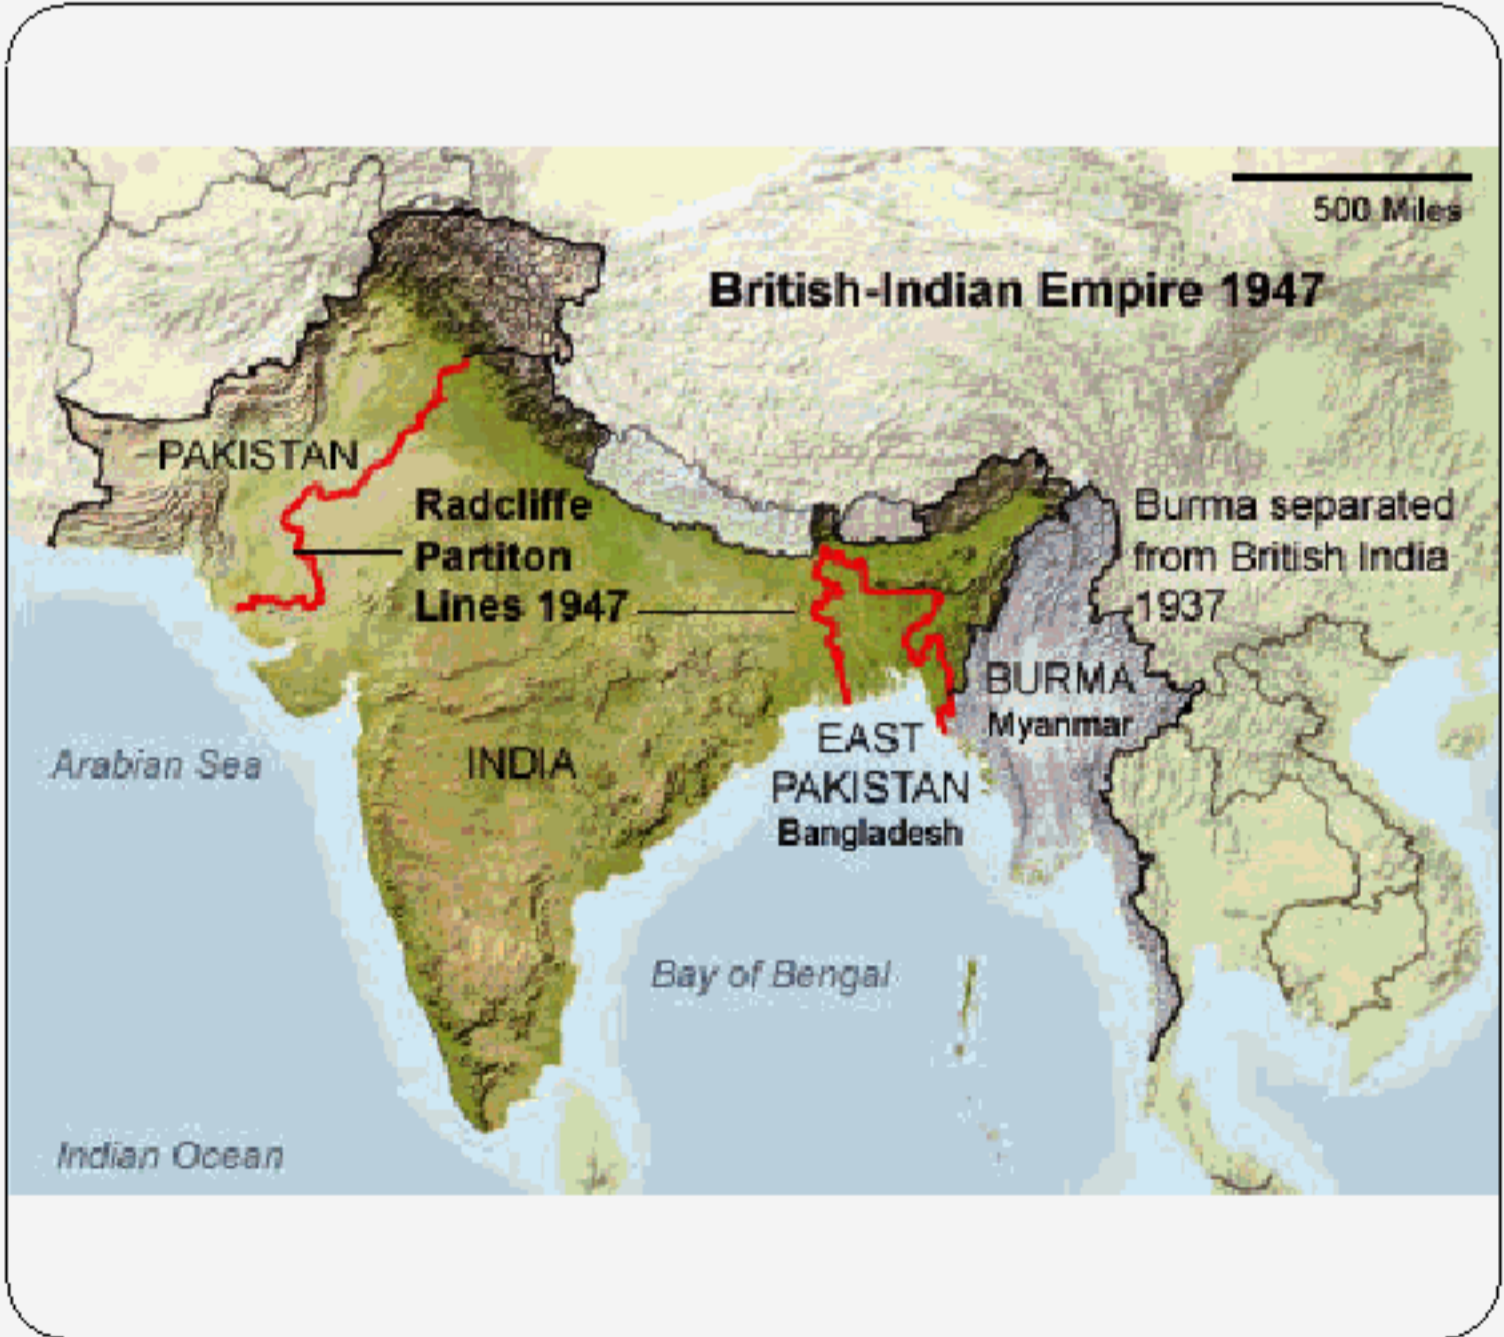 500 Miles
British-Indian Empire 1947
PAKISTAN
Radcliffe
Partiton
Lines 1947
Burma separated
from British India
1937
BURMA
Myanmar
EAST
PAKISTAN
Bangladesh
INDIA
Arabian Sea
Bay of Bengal
Indian Ocean